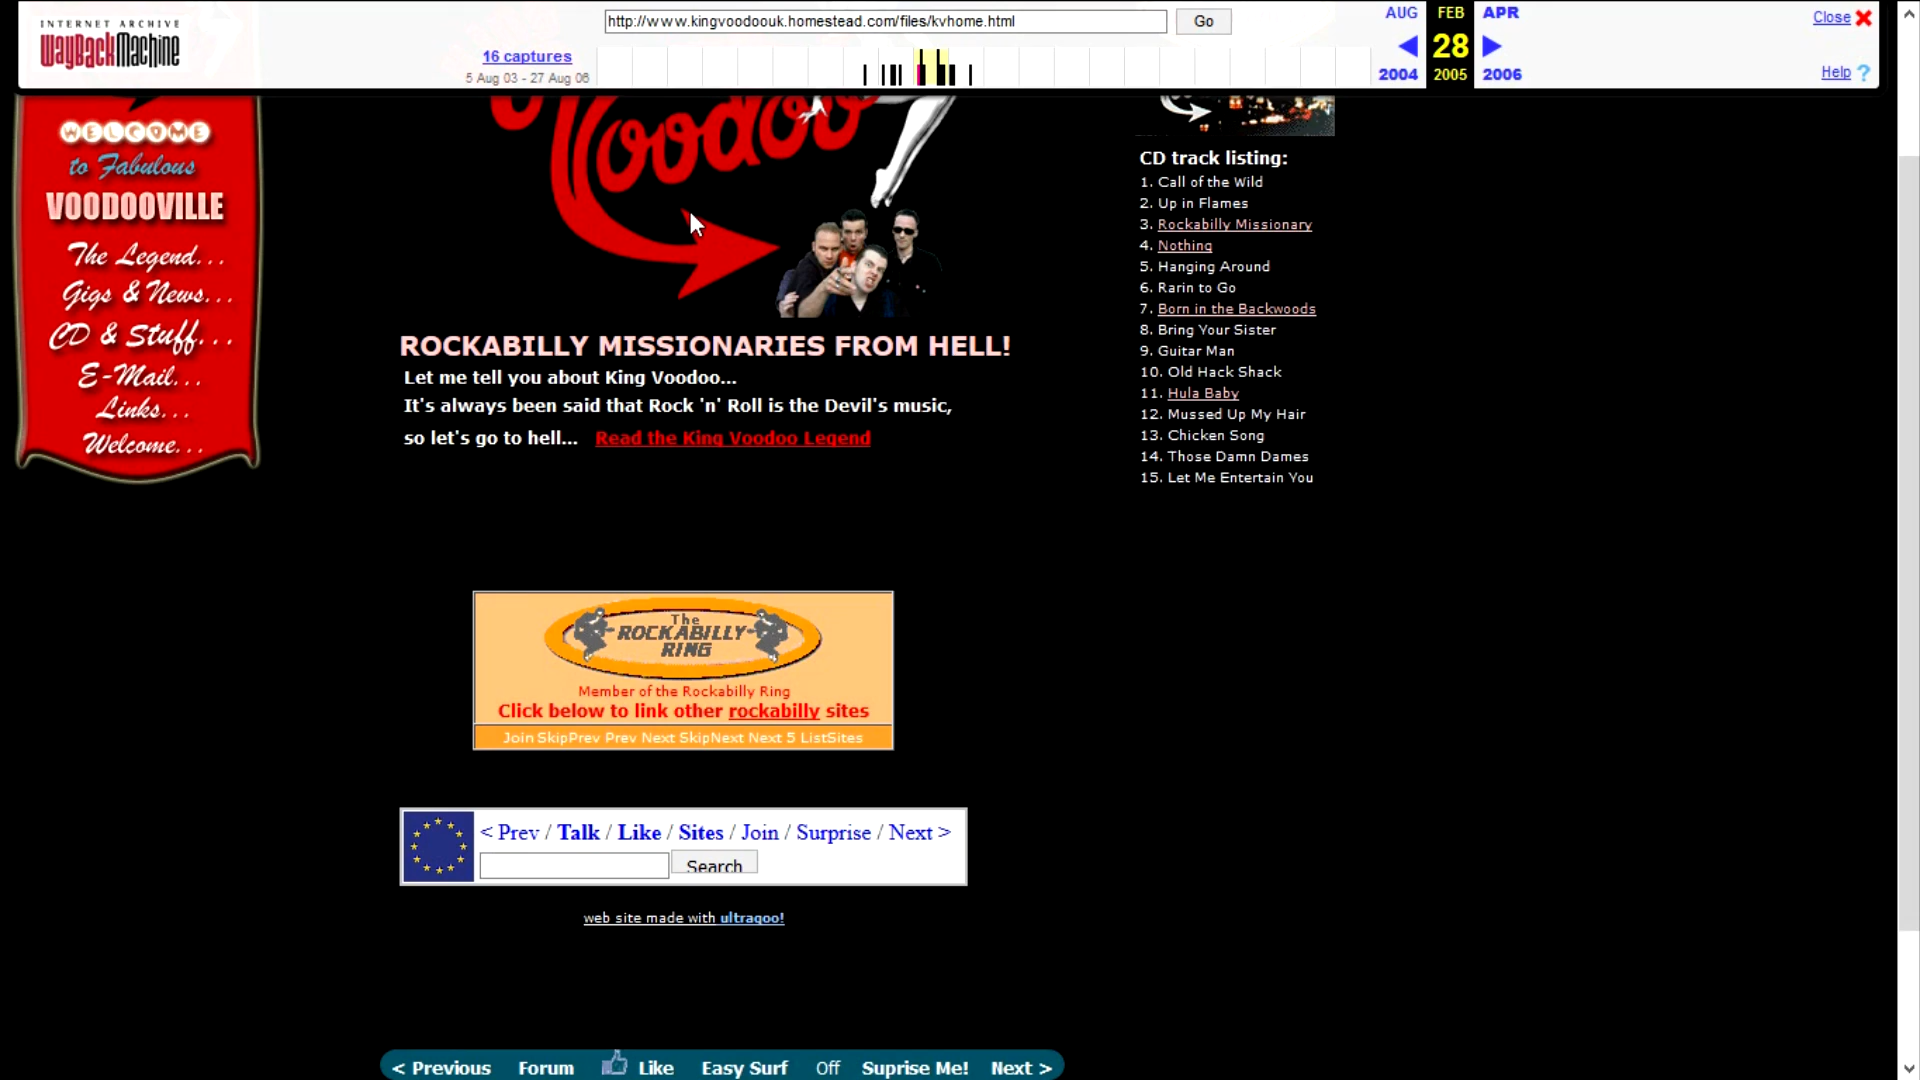 INTERNET ARCHIVE
WayBackMachine
http://www.kingvoodoouk.homestead.com/files/kvhome.html
Go
16 captures
5 Aug 03 - 27 Aug 06
AUG FEB APR
28
2004 2005 2006
Close
Help ?
WELCOME
to Fabulous
VOODOOVILLE
The Legend...
Gigs & News...
CD & Stuff...
E-Mail...
Links...
Welcome...
Voodoo
ROCKABILLY MISSIONARIES FROM HELL!
Let me tell you about King Voodoo...
It's always been said that Rock 'n' Roll is the Devil's music,
so let's go to hell... Read the King Voodoo Legend
CD track listing:
1. Call of the Wild
2. Up in Flames
3. Rockabilly Missionary
4. Nothing
5. Hanging Around
6. Rarin to Go
7. Born in the Backwoods
8. Bring Your Sister
9. Guitar Man
10. Old Hack Shack
11. Hula Baby
12. Mussed Up My Hair
13. Chicken Song
14. Those Damn Dames
15. Let Me Entertain You
The
ROCKABILLY
RING
Member of the Rockabilly Ring
Click below to link other rockabilly sites
Join SkipPrev Prev Next SkipNext Next 5 ListSites
< Prev / Talk / Like / Sites / Join / Surprise / Next >
Search
web site made with ultragoo!
< Previous Forum Like Easy Surf Off Suprise Me! Next >